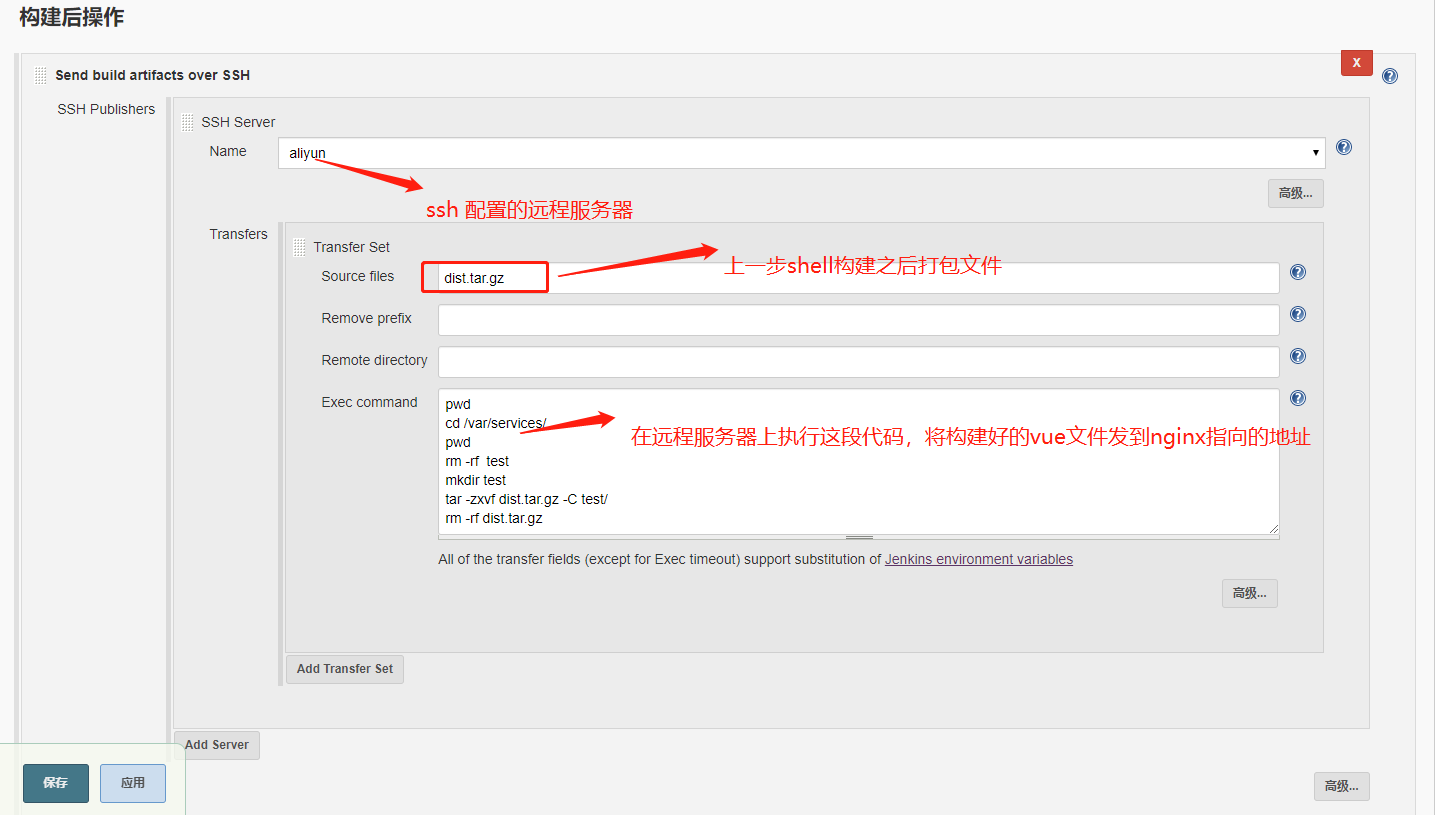 构建后操作
Send build artifacts over SSH
X
SSH Publishers
SSH Server
Name
aliyun
高级...
ssh 配置的远程服务器
Transfers
Transfer Set
Source files
dist.tar.gz
上一步shell构建之后打包文件
Remove prefix
Remote directory
Exec command
pwd
cd /var/services/
pwd
rm -rf  test
mkdir test
tar -zxvf dist.tar.gz -C test/
rm -rf dist.tar.gz
在远程服务器上执行这段代码，将构建好的vue文件发到nginx指向的地址
All of the transfer fields (except for Exec timeout) support substitution of Jenkins environment variables
高级...
Add Transfer Set
Add Server
保存
应用
高级...